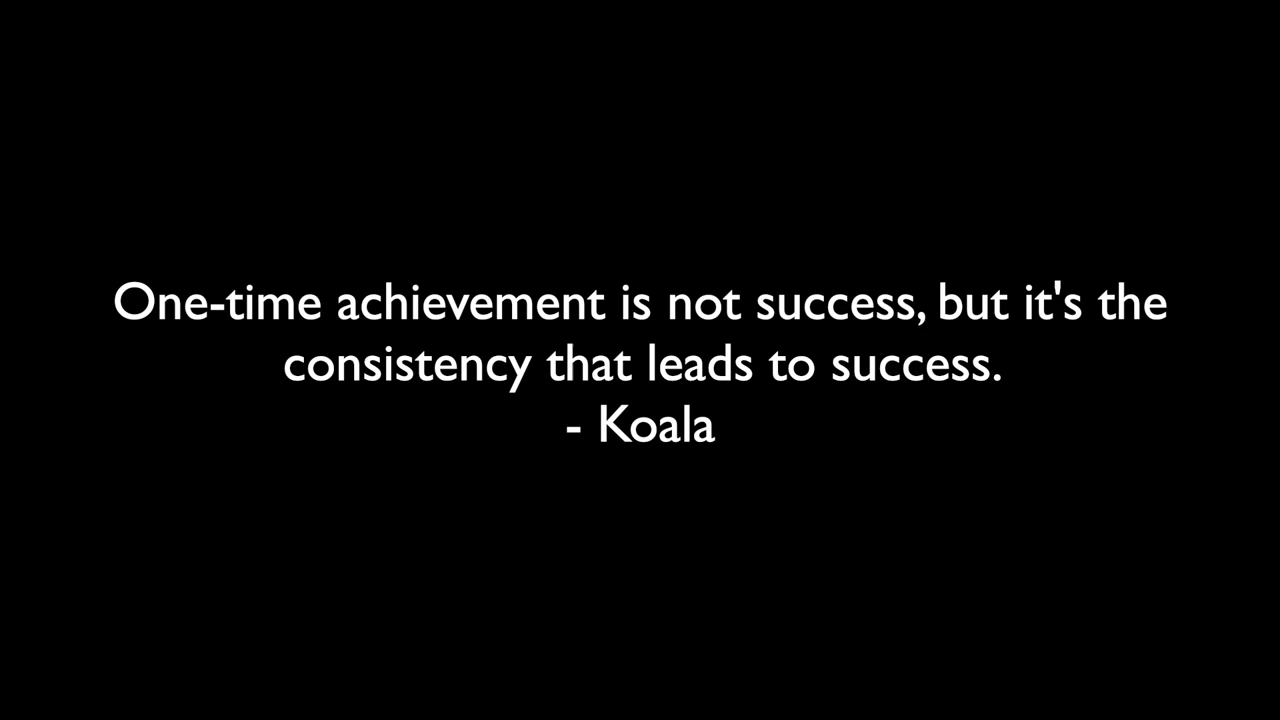 One-time achievement is not success, but it's the
consistency that leads to success.
- Koala